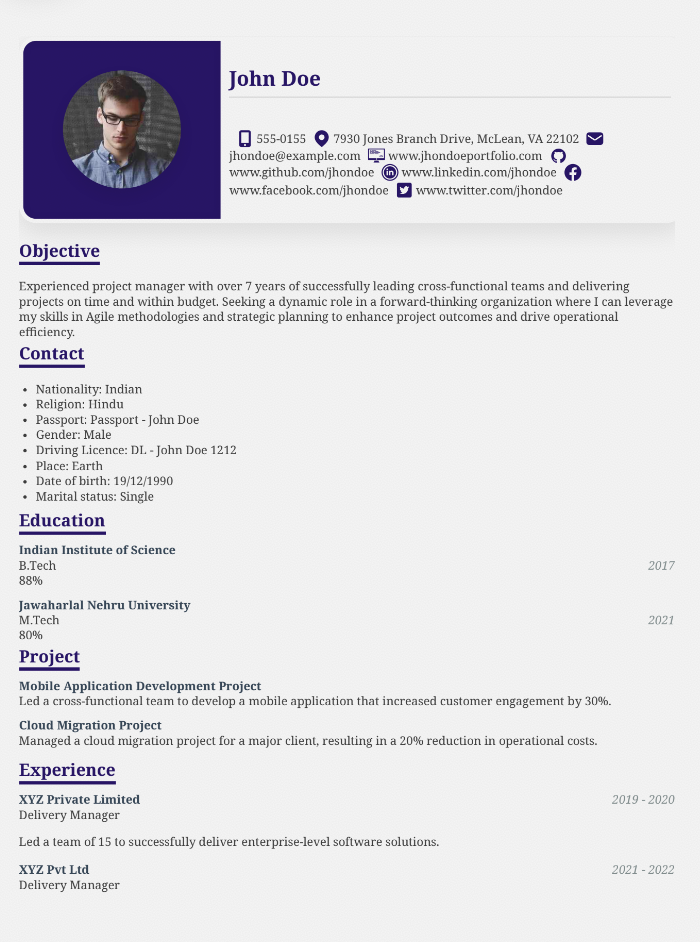 John Doe
555-0155 7930 Jones Branch Drive, McLean, VA 22102
jhondoe@example.com www.jhondoeportfolio.com
www.github.com/jhondoe www.linkedin.com/jhondoe
www.facebook.com/jhondoe www.twitter.com/jhondoe
Objective
Experienced project manager with over 7 years of successfully leading cross-functional teams and delivering
projects on time and within budget. Seeking a dynamic role in a forward-thinking organization where I can leverage
my skills in Agile methodologies and strategic planning to enhance project outcomes and drive operational
efficiency.
Contact
• Nationality: Indian
• Religion: Hindu
• Passport: Passport - John Doe
• Gender: Male
• Driving Licence: DL - John Doe 1212
• Place: Earth
• Date of birth: 19/12/1990
• Marital status: Single
Education
Indian Institute of Science
B.Tech 2017
88%
Jawaharlal Nehru University
M.Tech 2021
80%
Project
Mobile Application Development Project
Led a cross-functional team to develop a mobile application that increased customer engagement by 30%.
Cloud Migration Project
Managed a cloud migration project for a major client, resulting in a 20% reduction in operational costs.
Experience
XYZ Private Limited 2019 - 2020
Delivery Manager
Led a team of 15 to successfully deliver enterprise-level software solutions.
XYZ Pvt Ltd 2021 - 2022
Delivery Manager